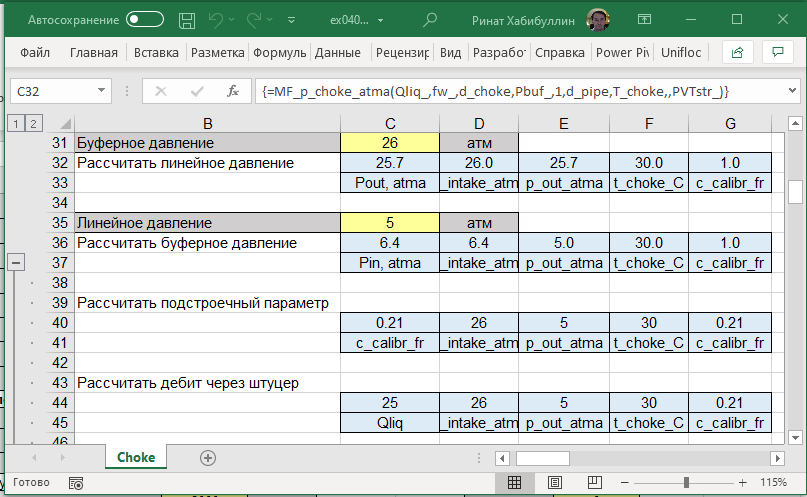 Автосохранение ex040...
Ринат Хабибуллин
Файл Главная Вставка Разметка Формул Данные Рецензир Вид Разработ Справка Power Piv Unifloc
C32 fx {=MF_p_choke_atma(Qliq_,fw_,d_choke,Pbuf_,1,d_pipe,T_choke,,PVTstr_)}
1 2 B C D E F G
31 Буферное давление 26 атм
32 Рассчитать линейное давление 25.7 26.0 25.7 30.0 1.0
33 Pout, atma _intake_atm p_out_atma t_choke_C c_calibr_fr
34
35 Линейное давление 5 атм
36 Рассчитать буферное давление 6.4 6.4 5.0 30.0 1.0
37 Pin, atma _intake_atm p_out_atma t_choke_C c_calibr_fr
38
39 Рассчитать подстроечный параметр
40 0.21 26 5 30 0.21
41 c_calibr_fr _intake_atm p_out_atma t_choke_C c_calibr_fr
42
43 Рассчитать дебит через штуцер
44 25 26 5 30 0.21
45 Qliq _intake_atm p_out_atma t_choke_C c_calibr_fr
46
Choke
Готово 115%